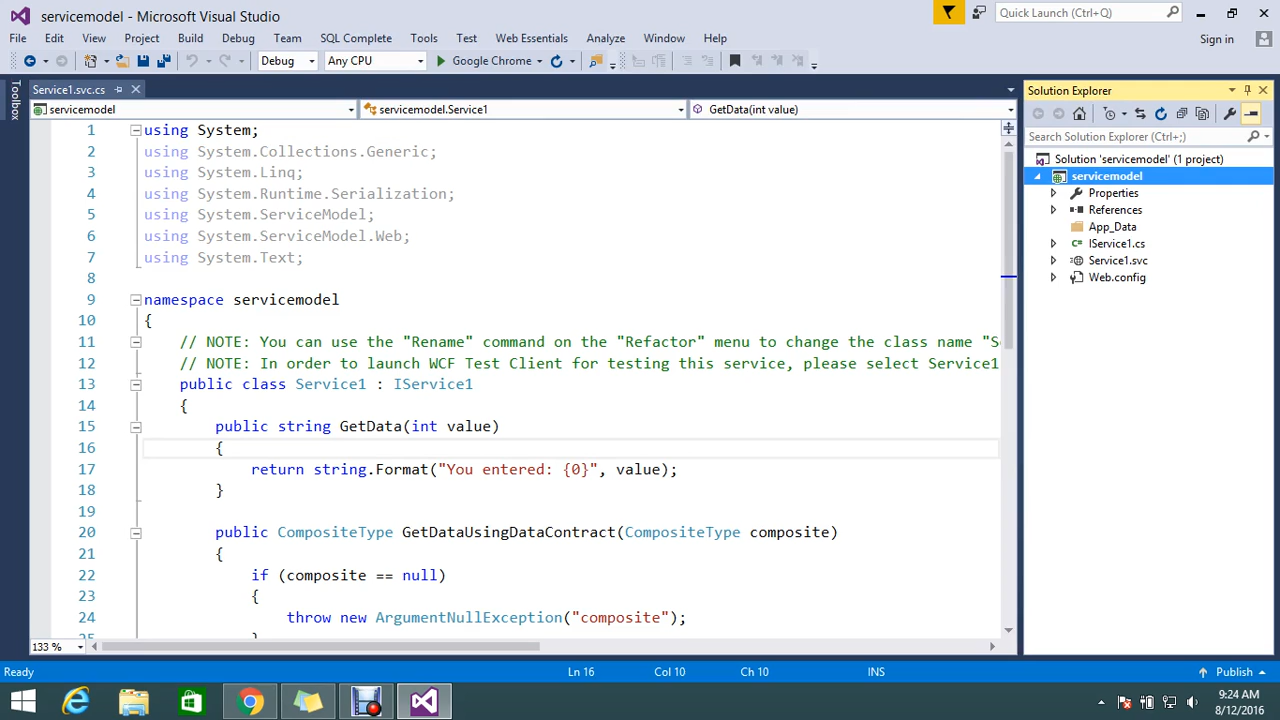 servicemodel - Microsoft Visual Studio
Quick Launch (Ctrl+Q)
File Edit View Project Build Debug Team SQL Complete Tools Test Web Essentials Analyze Window Help
Sign in
Debug Any CPU Google Chrome
Toolbox
Service1.svc.cs
servicemodel servicemodel.Service1 GetData(int value)
1 using System;
2 using System.Collections.Generic;
3 using System.Linq;
4 using System.Runtime.Serialization;
5 using System.ServiceModel;
6 using System.ServiceModel.Web;
7 using System.Text;
8
9 namespace servicemodel
10 {
11 // NOTE: You can use the "Rename" command on the "Refactor" menu to change the class name "S
12 // NOTE: In order to launch WCF Test Client for testing this service, please select Service1
13 public class Service1 : IService1
14 {
15 public string GetData(int value)
16 {
17 return string.Format("You entered: {0}", value);
18 }
19
20 public CompositeType GetDataUsingDataContract(CompositeType composite)
21 {
22 if (composite == null)
23 {
24 throw new ArgumentNullException("composite");
25 }
133 %
Solution Explorer
Search Solution Explorer (Ctrl+;)
Solution 'servicemodel' (1 project)
servicemodel
Properties
References
App_Data
IService1.cs
Service1.svc
Web.config
Ready Ln 16 Col 10 Ch 10 INS Publish
9:24 AM
8/12/2016